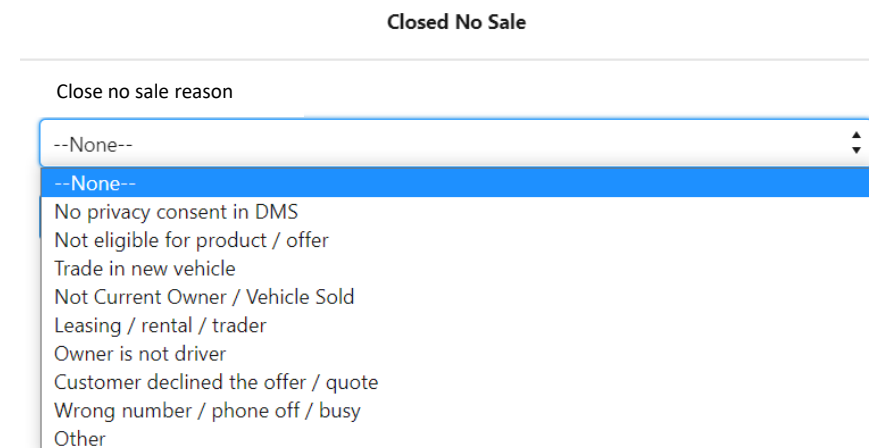 Closed No Sale
Close no sale reason
--None--
--None--
No privacy consent in DMS
Not eligible for product / offer
Trade in new vehicle
Not Current Owner / Vehicle Sold
Leasing / rental / trader
Owner is not driver
Customer declined the offer / quote
Wrong number / phone off / busy
Other